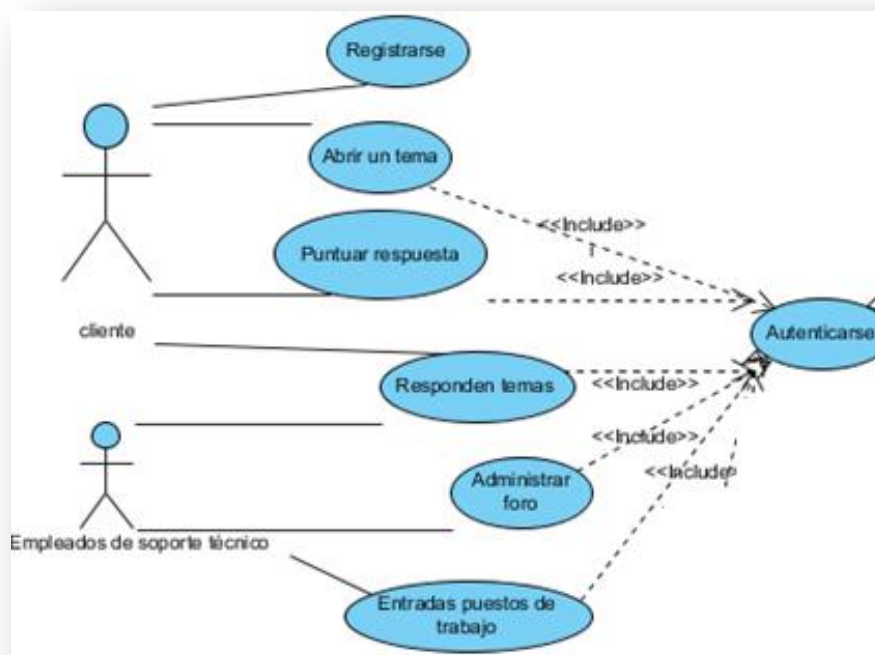 Registrarse
Abrir un tema
<<Include>>
Puntuar respuesta
<<Include>>
cliente
Autenticarse
Responden temas
<<Include>>
<<Include>>
Administrar
foro
<<Include>
Empleados de soporte técnico
Entradas puestos de
trabajo